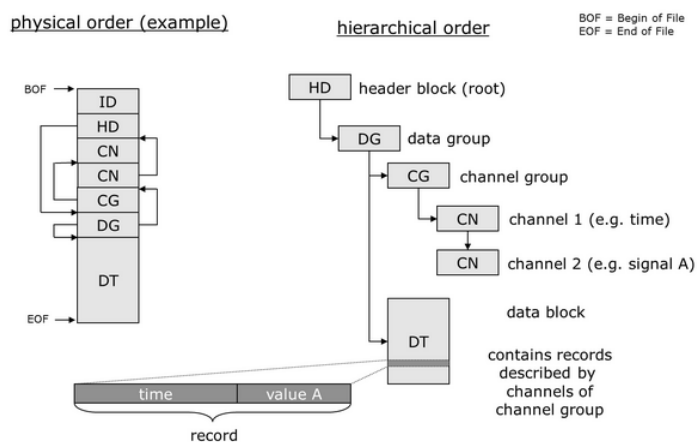 physical order (example)
hierarchical order
BOF = Begin of File
EOF = End of File
BOF
ID
HD
CN
CN
CG
DG
DT
EOF
HD
header block (root)
DG
data group
CG
channel group
CN
channel 1 (e.g. time)
CN
channel 2 (e.g. signal A)
DT
data block
contains records
described by
channels of
channel group
time
value A
record